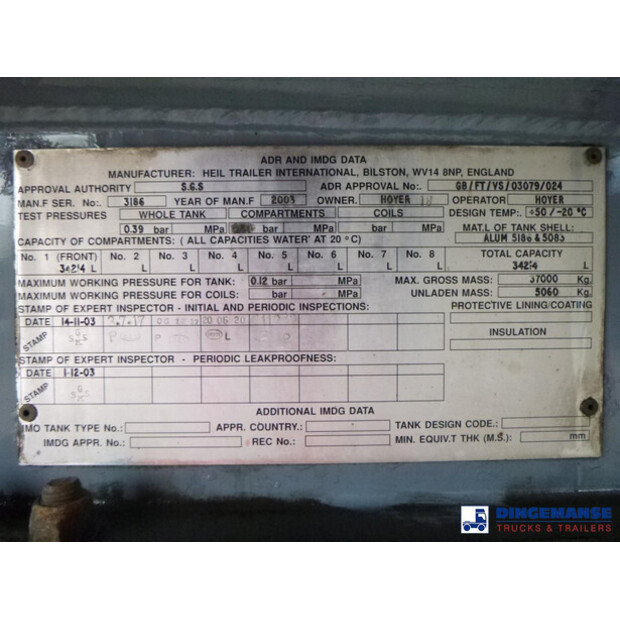 ADR AND IMDG DATA
MANUFACTURER: HEIL TRAILER INTERNATIONAL, BILSTON, WV14 8NP, ENGLAND
APPROVAL AUTHORITY S.G.S ADR APPROVAL No.: GB/FT/VS/03079/024
MAN.F SER. No.: 3186 YEAR OF MAN.F 2003 OWNER. HOYER OPERATOR HOYER
TEST PRESSURES WHOLE TANK COMPARTMENTS COILS DESIGN TEMP.: +50/-20 °C
0.39 bar MPa bar MPa bar MPa MAT.L OF TANK SHELL:
CAPACITY OF COMPARTMENTS: (ALL CAPACITIES WATER AT 20 °C) ALUM 5186 & 5083
No. 1 (FRONT) No. 2 No. 3 No. 4 No. 5 No. 6 No. 7 No. 8 TOTAL CAPACITY
L L L L L L L L L
MAXIMUM WORKING PRESSURE FOR TANK: 0.12 bar MPa MAX. GROSS MASS: 37000 Kg.
MAXIMUM WORKING PRESSURE FOR COILS: bar MPa UNLADEN MASS: 5060 Kg.
STAMP OF EXPERT INSPECTOR - INITIAL AND PERIODIC INSPECTIONS: PROTECTIVE LINING/COATING
DATE 14-11-03
STAMP INSULATION
STAMP OF EXPERT INSPECTOR - PERIODIC LEAKPROOFNESS:
DATE 1-12-03
STAMP
ADDITIONAL IMDG DATA
IMO TANK TYPE No.: APPR. COUNTRY.: TANK DESIGN CODE.:
IMDG APPR. No.: REC No.: MIN. EQUIV.T THK (M.S.): mm
DINGEMANSE
TRUCKS & TRAILERS